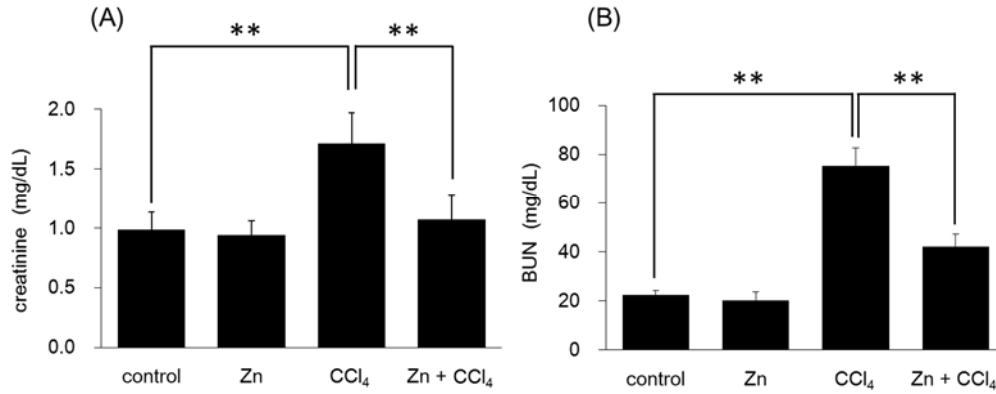 (A)
** **
creatinine (mg/dL)
2.0
1.5
1.0
0.5
0.0
control Zn CCl₄ Zn + CCl₄
(B)
** **
BUN (mg/dL)
100
80
60
40
20
0
control Zn CCl₄ Zn + CCl₄